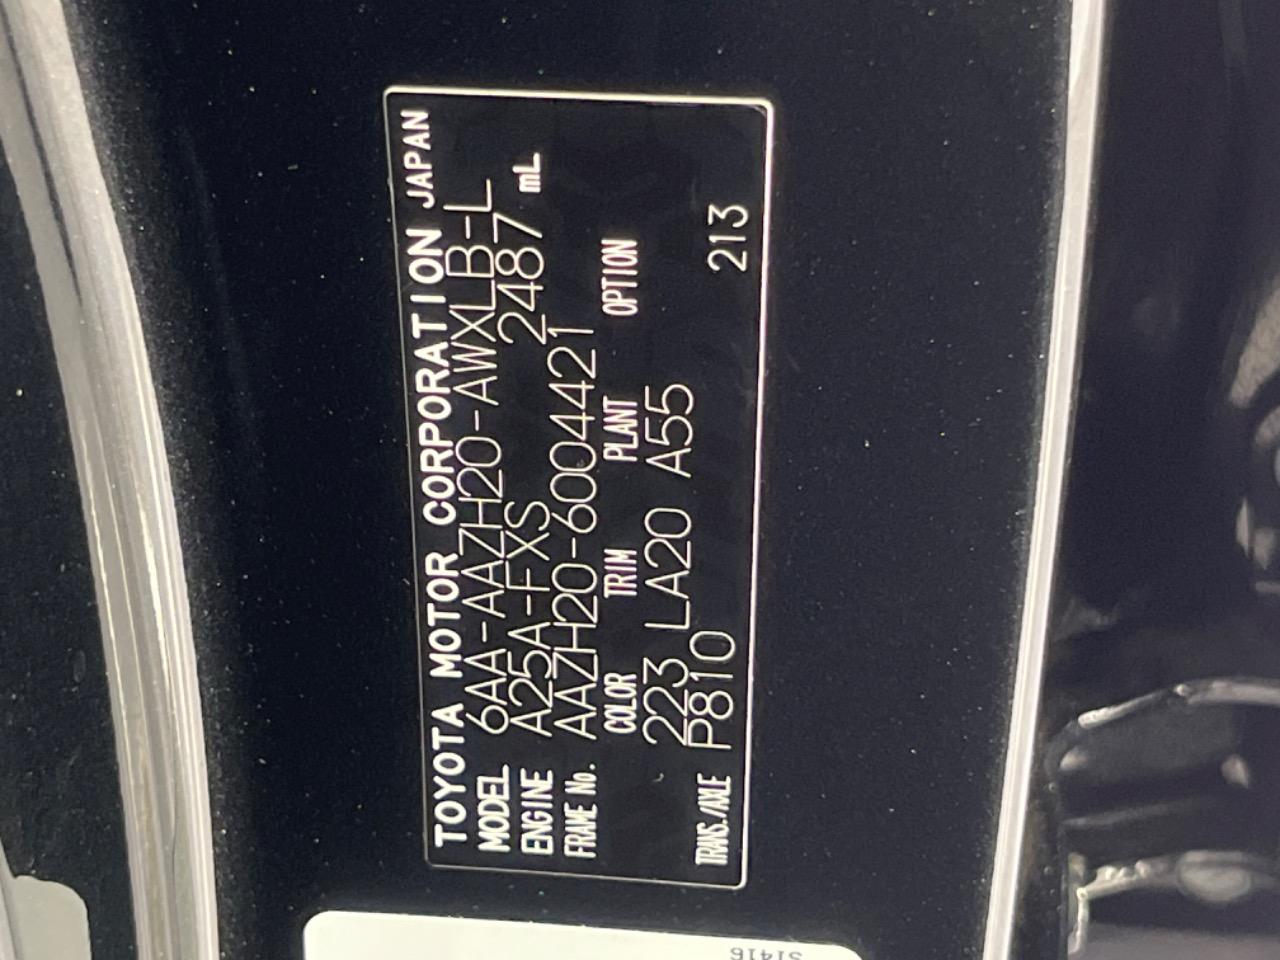 TOYOTA MOTOR CORPORATION JAPAN
MODEL 6AA-AAZH20-AWXLB-L
ENGINE A25A-FXS 2487 mL
FRAME No. AAZH20-6004421
COLOR TRIM PLANT OPTION
223 LA20 A55
TRANS./AXLE P810 213
51416